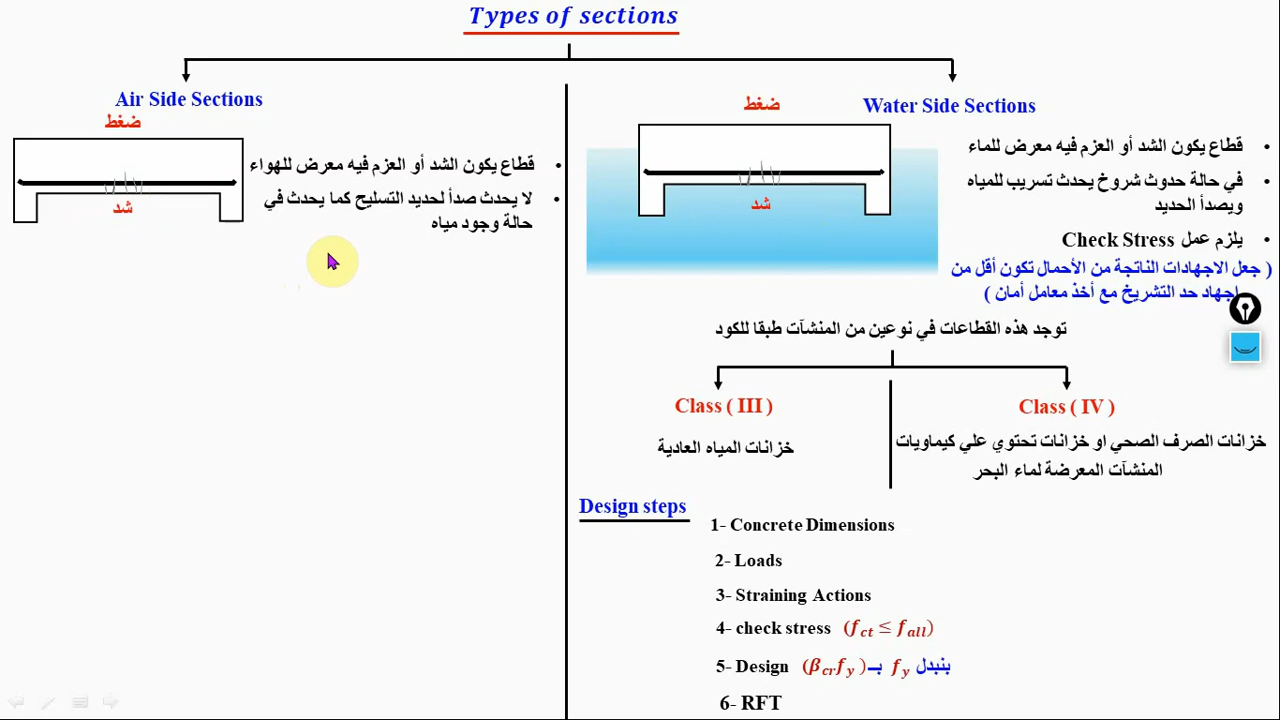 Types of sections
Air Side Sections
ضغط
شد
قطاع يكون الشد أو العزم فيه معرض للهواء
لا يحدث صدأ لحديد التسليح كما يحدث في
حالة وجود مياه
Water Side Sections
ضغط
شد
قطاع يكون الشد أو العزم فيه معرض للماء
في حالة حدوث شروخ يحدث تسريب للمياه
ويصدأ الحديد
يلزم عمل Check Stress
( جعل الاجهادات الناتجة من الأحمال تكون أقل من
اجهاد حد التشريخ مع أخذ معامل أمان )
توجد هذه القطاعات في نوعين من المنشآت طبقا للكود
Class ( III )
خزانات المياه العادية
Class ( IV )
خزانات الصرف الصحي او خزانات تحتوي علي كيماويات
المنشآت المعرضة لماء البحر
Design steps
1- Concrete Dimensions
2- Loads
3- Straining Actions
4- check stress (f_ct ≤ f_all)
5- Design (β_cr f_y) بنبدل f_y بـ
6- RFT